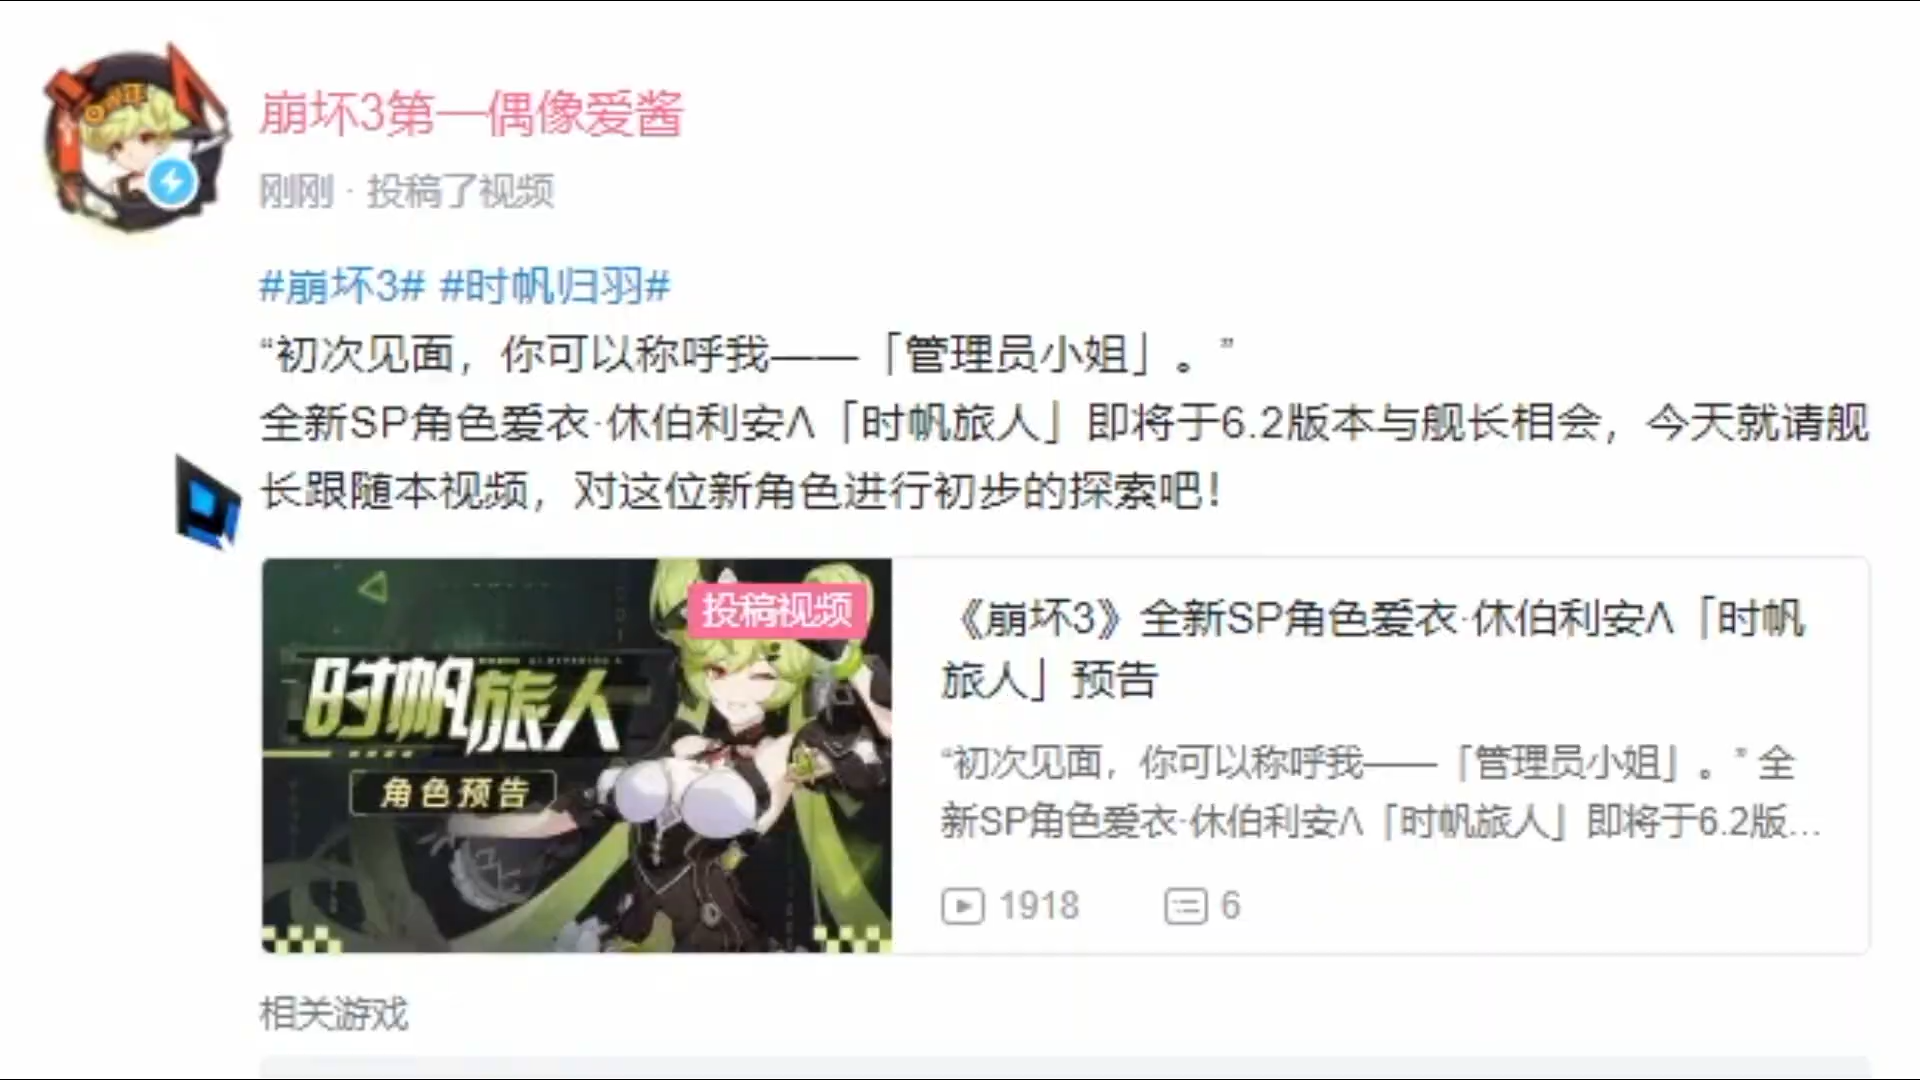 崩坏3第一偶像爱酱
刚刚 · 投稿了视频
#崩坏3# #时帆归羽#
“初次见面，你可以称呼我——「管理员小姐」。”
全新SP角色爱衣·休伯利安Λ「时帆旅人」即将于6.2版本与舰长相会，今天就请舰
长跟随本视频，对这位新角色进行初步的探索吧！
投稿视频
时帆旅人
角色预告
《崩坏3》全新SP角色爱衣·休伯利安Λ「时帆
旅人」预告
“初次见面，你可以称呼我——「管理员小姐」。” 全
新SP角色爱衣·休伯利安Λ「时帆旅人」即将于6.2版...
1918 6
相关游戏